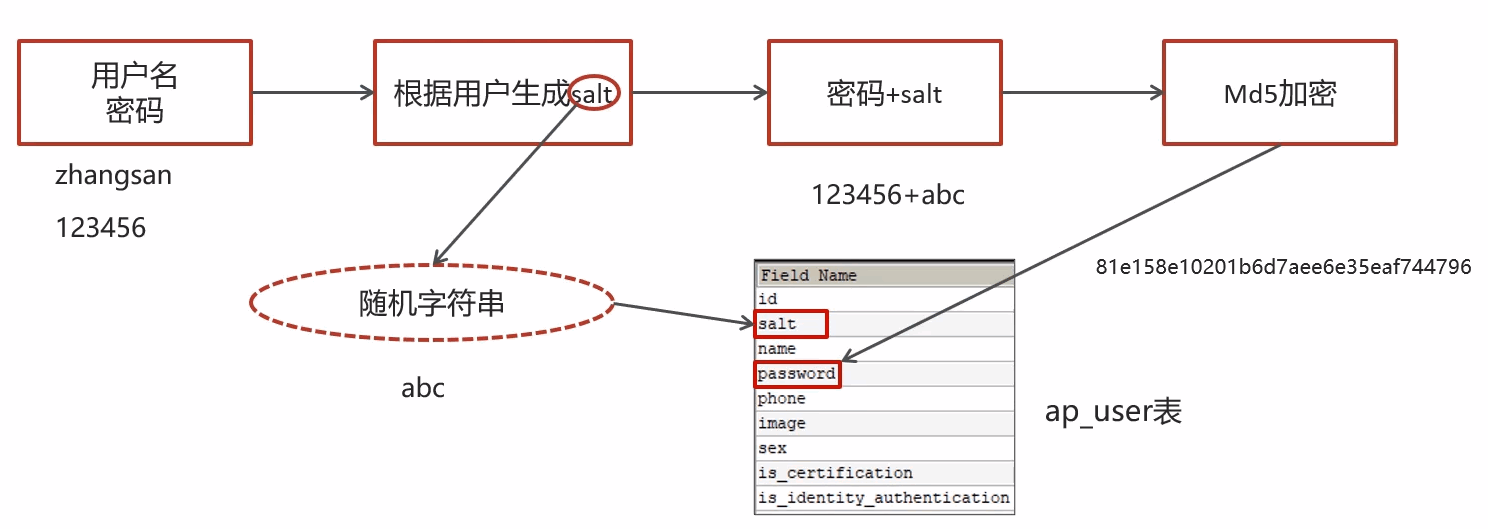 用户名
密码
根据用户生成salt
密码+salt
Md5加密
zhangsan
123456
123456+abc
81e158e10201b6d7aee6e35eaf744796
随机字符串
abc
Field Name
id
salt
name
password
phone
image
sex
is_certification
is_identity_authentication
ap_user表